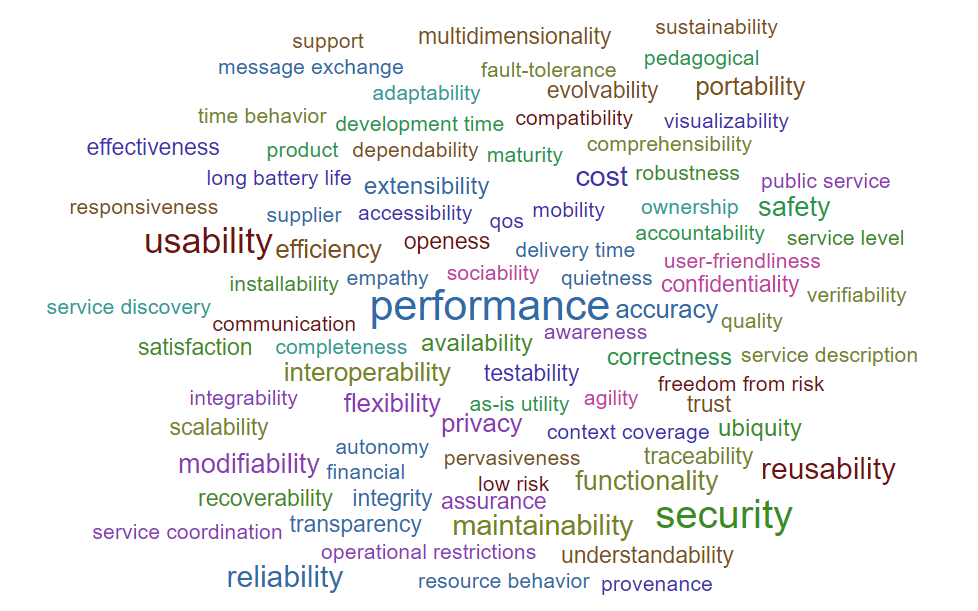 sustainability
support
multidimensionality
pedagogical
message exchange
fault-tolerance
adaptability
evolvability
portability
time behavior
development time
compatibility
visualizability
effectiveness
product
dependability
maturity
comprehensibility
long battery life
extensibility
cost
robustness
public service
responsiveness
supplier
accessibility
qos
mobility
ownership
safety
usability
efficiency
openess
delivery time
accountability
service level
installability
empathy
sociability
quietness
user-friendliness
confidentiality
verifiability
service discovery
communication
performance
accuracy
quality
satisfaction
completeness
availability
awareness
correctness
service description
interoperability
testability
freedom from risk
integrability
flexibility
as-is utility
agility
trust
scalability
privacy
context coverage
ubiquity
autonomy
modifiability
financial
pervasiveness
traceability
reusability
low risk
functionality
recoverability
integrity
assurance
service coordination
transparency
maintainability
security
operational restrictions
understandability
reliability
resource behavior
provenance